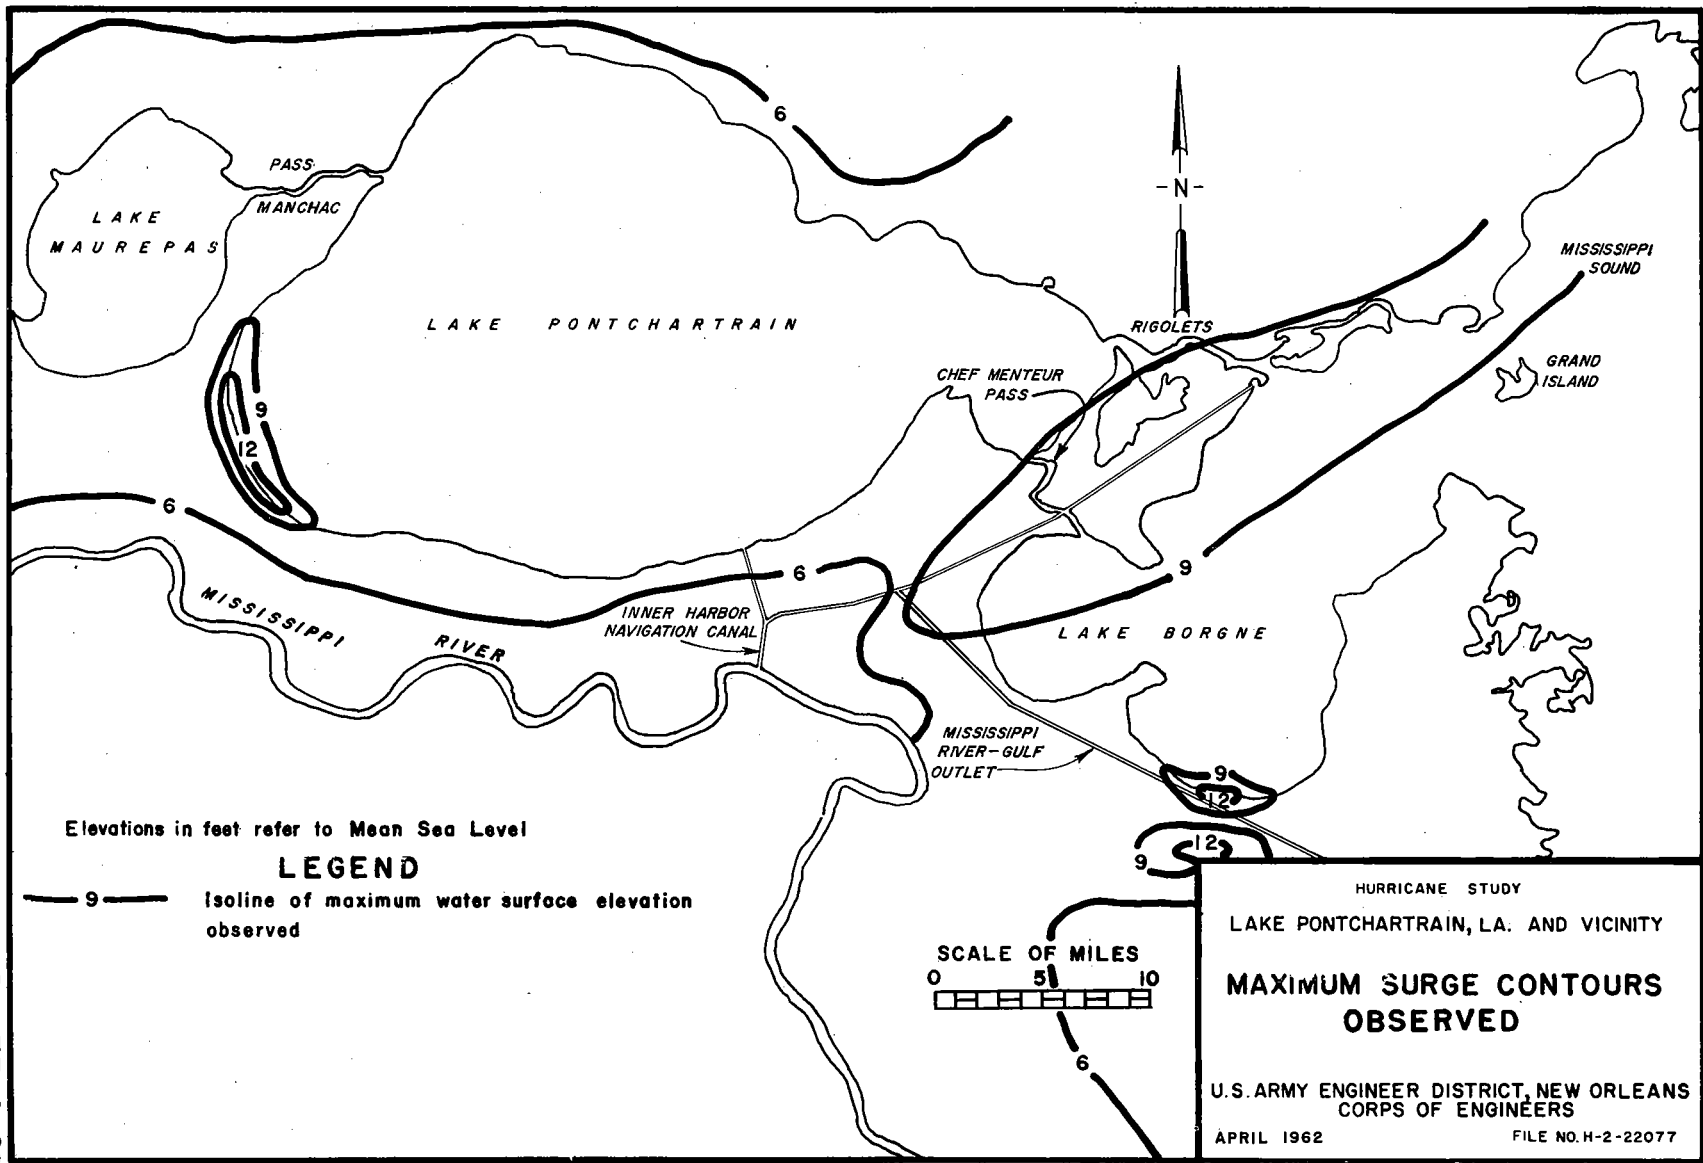 6
PASS
MANCHAC
LAKE
MAUREPAS
N
MISSISSIPPI
SOUND
LAKE PONTCHARTRAIN
RIGOLETS
CHEF MENTEUR
PASS
GRAND
ISLAND
9
12
6
9
6
MISSISSIPPI RIVER
INNER HARBOR
NAVIGATION CANAL
LAKE BORGNE
MISSISSIPPI
RIVER-GULF
OUTLET
9
12
12
9
Elevations in feet refer to Mean Sea Level
LEGEND
9 Isoline of maximum water surface elevation
observed
SCALE OF MILES
0 5 10
6
HURRICANE STUDY
LAKE PONTCHARTRAIN, LA. AND VICINITY
MAXIMUM SURGE CONTOURS
OBSERVED
U.S. ARMY ENGINEER DISTRICT, NEW ORLEANS
CORPS OF ENGINEERS
APRIL 1962 FILE NO. H-2-22077